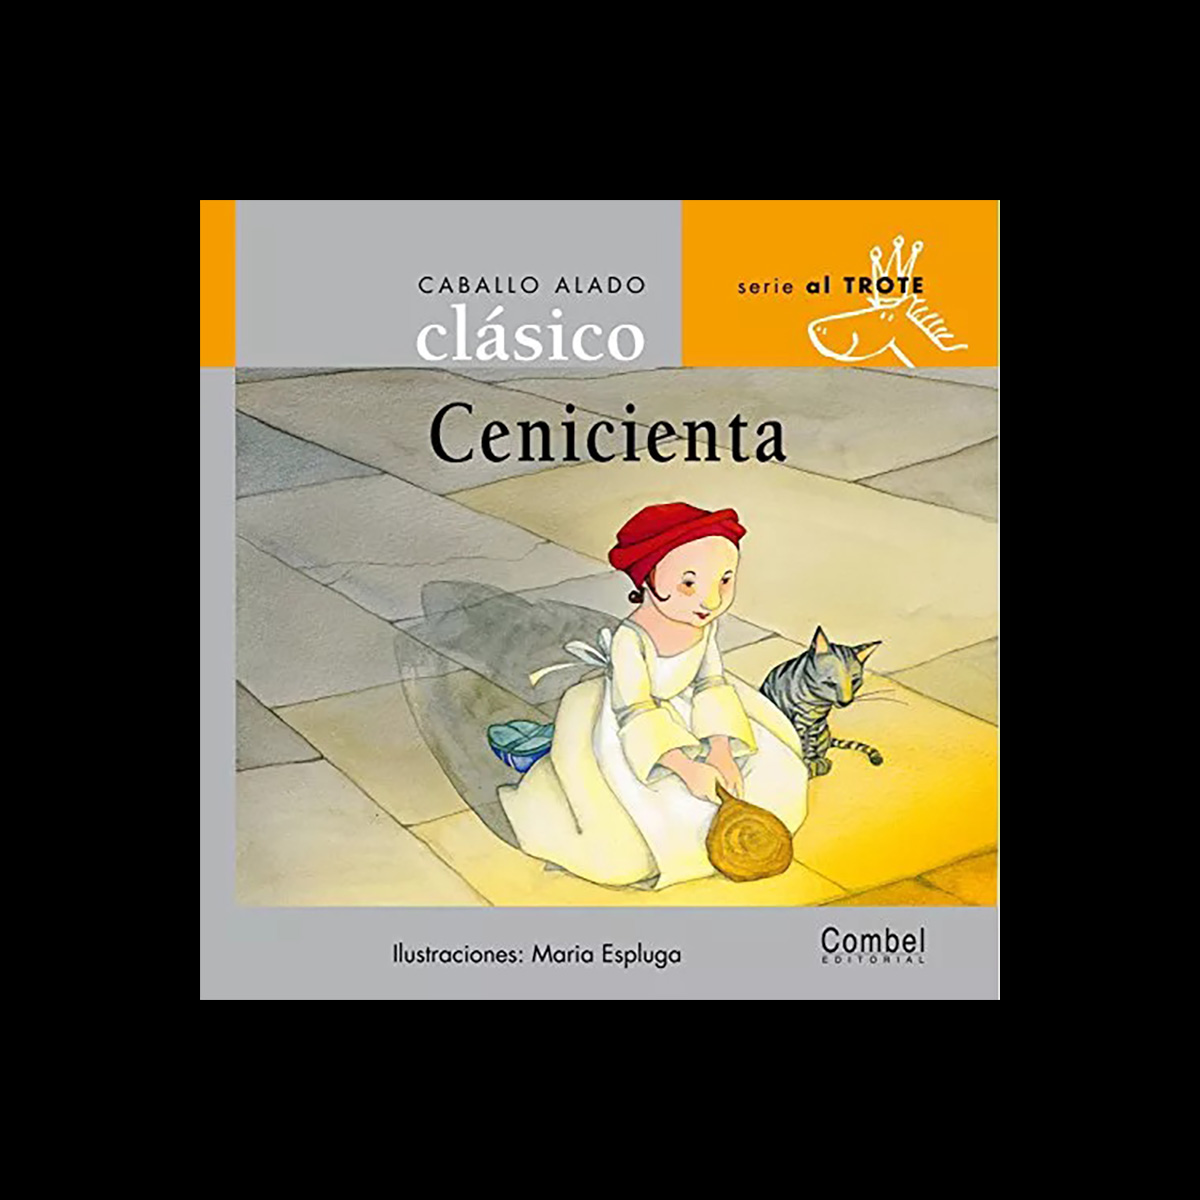 CABALLO ALADO
clásico
serie al TROTE
Cenicienta
Ilustraciones: Maria Espluga
Combel
EDITORIAL